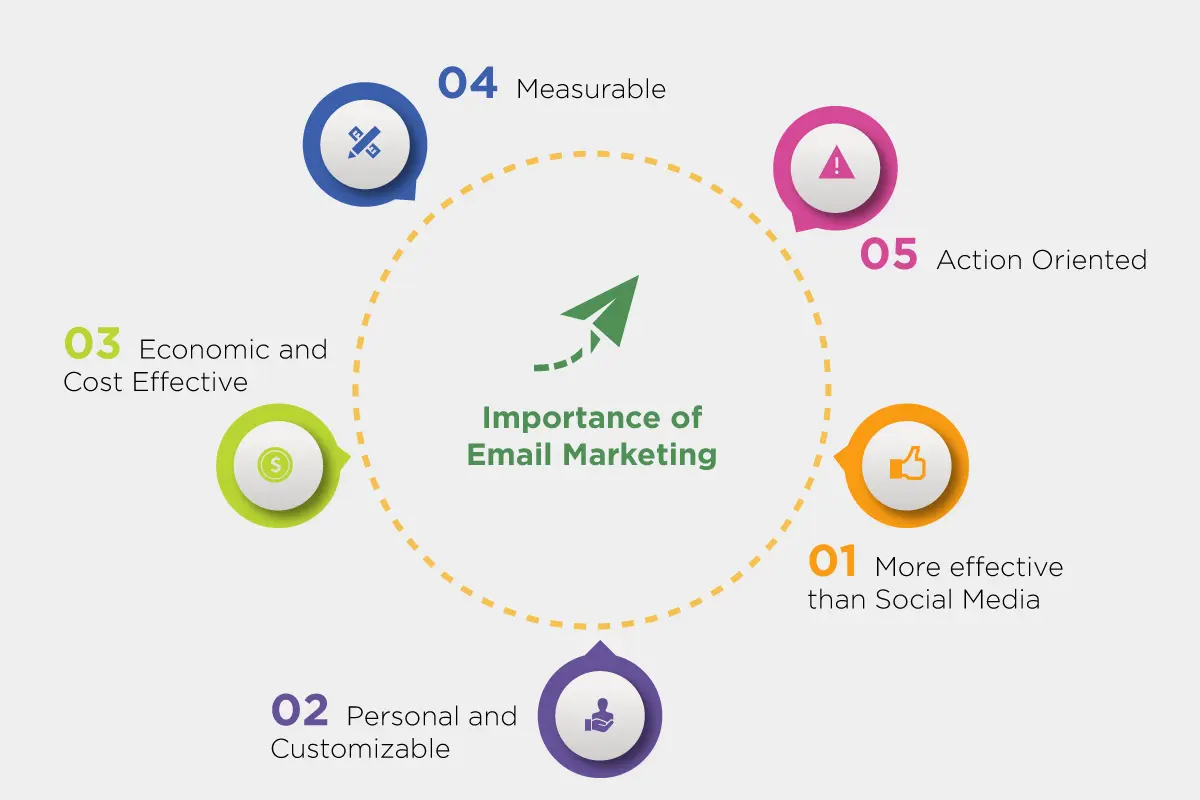 04 Measurable
05 Action Oriented
03 Economic and
Cost Effective
Importance of
Email Marketing
01 More effective
than Social Media
02 Personal and
Customizable